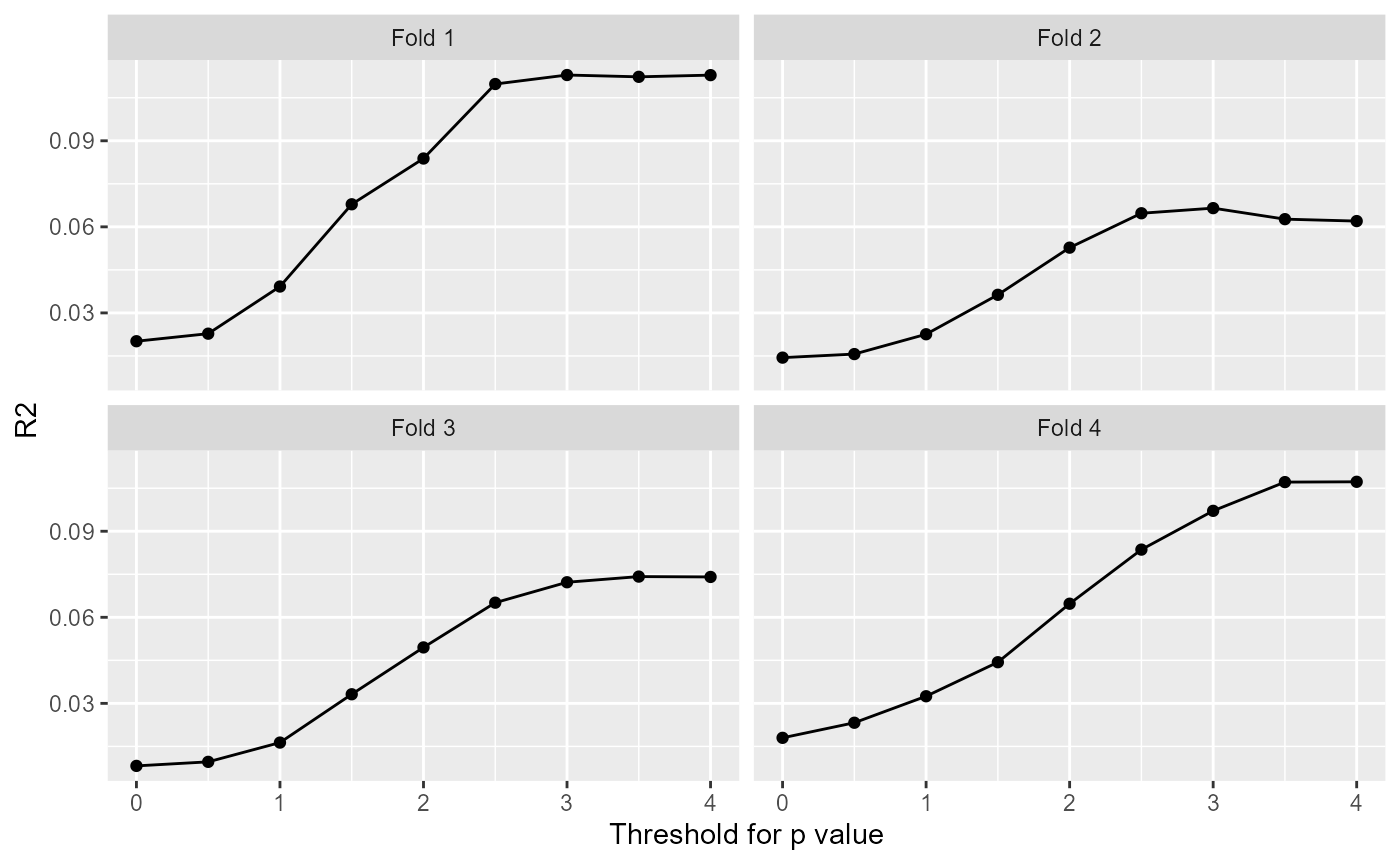 Fold 1
Fold 2
0.09
0.06
0.03
R2
Fold 3
Fold 4
0.09
0.06
0.03
0 1 2 3 4
0 1 2 3 4
Threshold for p value